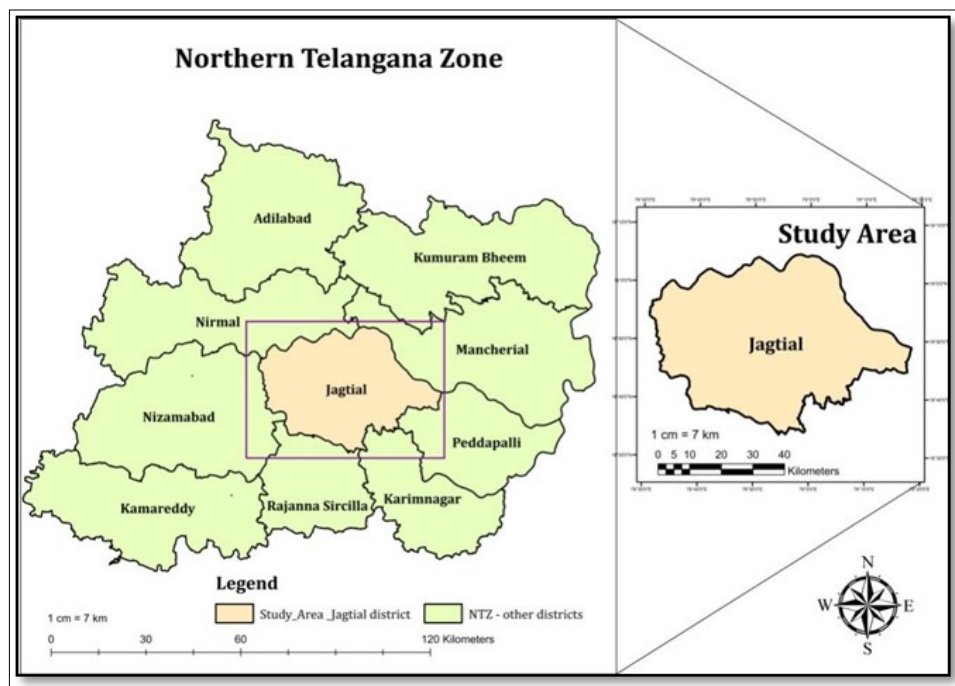 Northern Telangana Zone
Adilabad
Kumuram Bheem
Nirmal
Mancherial
Jagtial
Nizamabad
Peddapalli
Kamareddy
Rajanna Sircilla
Karimnagar
Legend
Study_Area _Jagtial district
NTZ - other districts
1 cm = 7 km
0 30 60 120 Kilometers
Study Area
Jagtial
1 cm = 7 km
0 5 10 20 30 40
Kilometers
N
W E
S